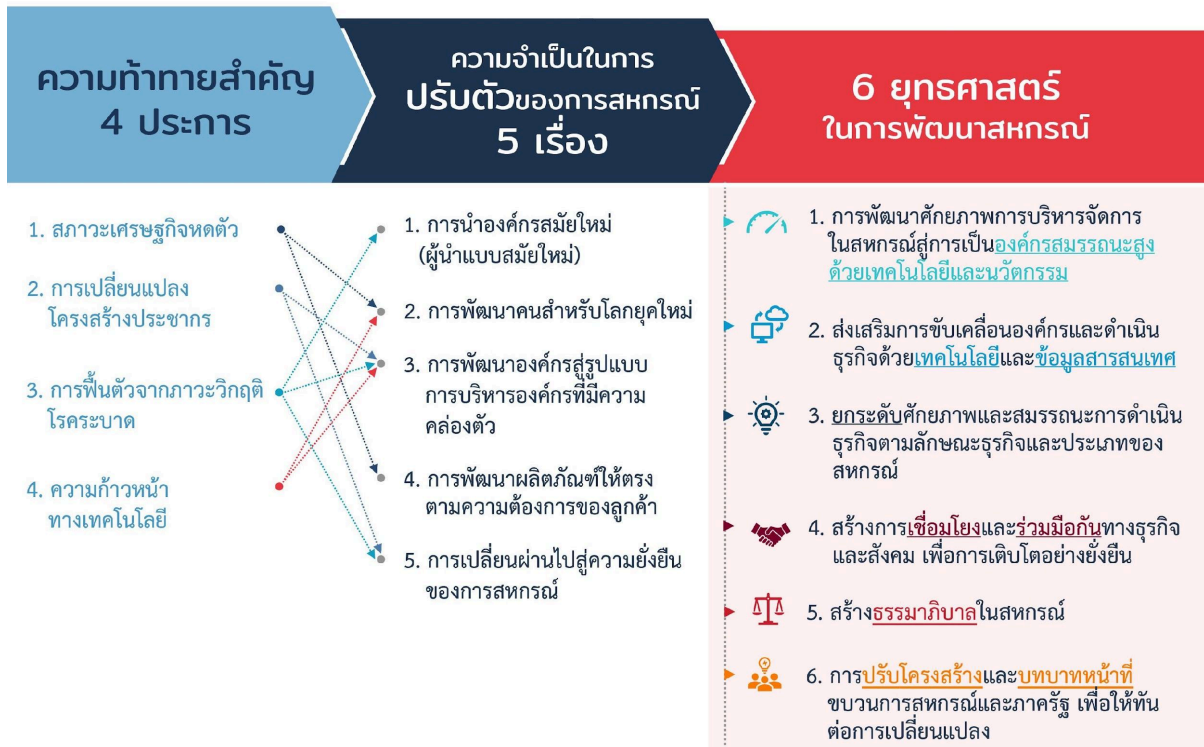 ความท้าทายสำคัญ
4 ประการ
ความจำเป็นในการ
ปรับตัวของการสหกรณ์
5 เรื่อง
6 ยุทธศาสตร์
ในการพัฒนาสหกรณ์
1. สภาวะเศรษฐกิจหดตัว
2. การเปลี่ยนแปลง
โครงสร้างประชากร
3. การฟื้นตัวจากภาวะวิกฤติ
โรคระบาด
4. ความก้าวหน้า
ทางเทคโนโลยี
1. การนำองค์กรสมัยใหม่
(ผู้นำแบบสมัยใหม่)
2. การพัฒนาคนสำหรับโลกยุคใหม่
3. การพัฒนาองค์กรสู่รูปแบบ
การบริหารองค์กรที่มีความ
คล่องตัว
4. การพัฒนาผลิตภัณฑ์ให้ตรง
ตามความต้องการของลูกค้า
5. การเปลี่ยนผ่านไปสู่ความยั่งยืน
ของการสหกรณ์
1. การพัฒนาศักยภาพการบริหารจัดการ
ในสหกรณ์สู่การเป็นองค์กรสมรรถนะสูง
ด้วยเทคโนโลยีและนวัตกรรม
2. ส่งเสริมการขับเคลื่อนองค์กรและดำเนิน
ธุรกิจด้วยเทคโนโลยีและข้อมูลสารสนเทศ
3. ยกระดับศักยภาพและสมรรถนะการดำเนิน
ธุรกิจตามลักษณะธุรกิจและประเภทของ
สหกรณ์
4. สร้างการเชื่อมโยงและร่วมมือกันทางธุรกิจ
และสังคม เพื่อการเติบโตอย่างยั่งยืน
5. สร้างธรรมาภิบาลในสหกรณ์
6. การปรับโครงสร้างและบทบาทหน้าที่
ขบวนการสหกรณ์และภาครัฐ เพื่อให้ทัน
ต่อการเปลี่ยนแปลง